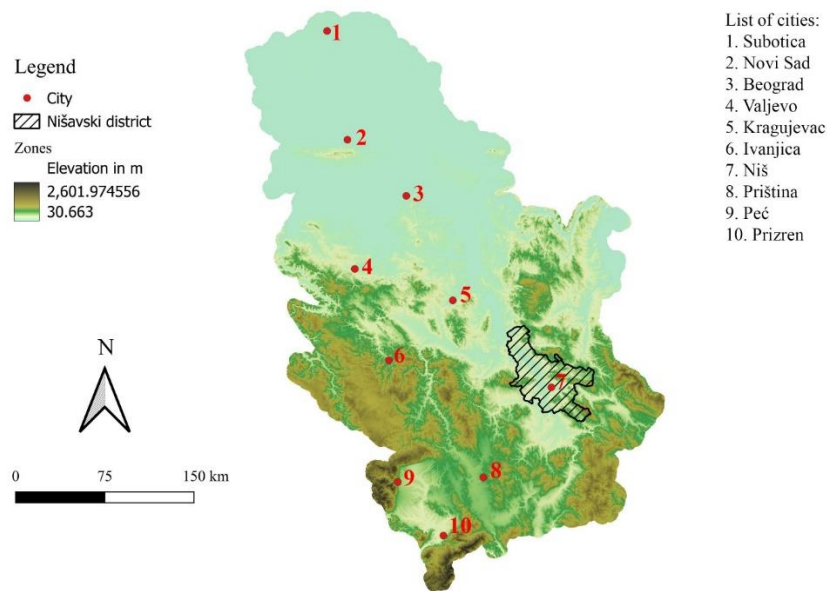 Legend
City
Nišavski district
Zones
Elevation in m
2,601.974556
30.663
N
0 75 150 km
1
2
3
4
5
6
7
8
9
10
List of cities:
1. Subotica
2. Novi Sad
3. Beograd
4. Valjevo
5. Kragujevac
6. Ivanjica
7. Niš
8. Priština
9. Peć
10. Prizren